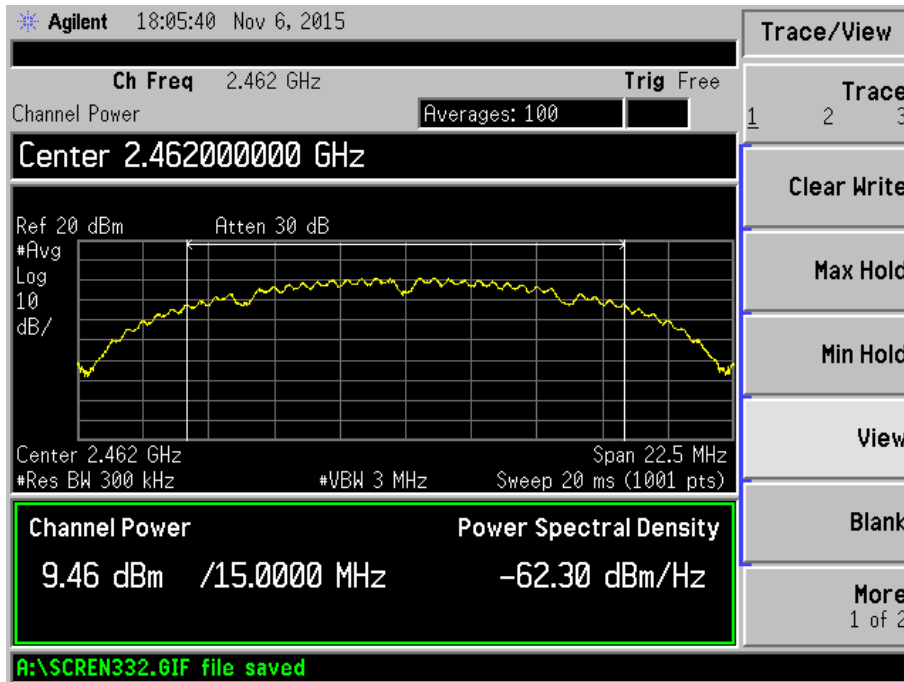 Agilent 18:05:40 Nov 6, 2015
Ch Freq 2.462 GHz Trig Free
Channel Power Averages: 100
Center 2.462000000 GHz
Ref 20 dBm Atten 30 dB
#Avg
Log
10
dB/
Center 2.462 GHz Span 22.5 MHz
#Res BW 300 kHz #VBW 3 MHz Sweep 20 ms (1001 pts)
Channel Power Power Spectral Density
9.46 dBm /15.0000 MHz -62.30 dBm/Hz
A:\SCREN332.GIF file saved
Trace/View
Trace
1 2 3
Clear Write
Max Hold
Min Hold
View
Blank
More
1 of 2